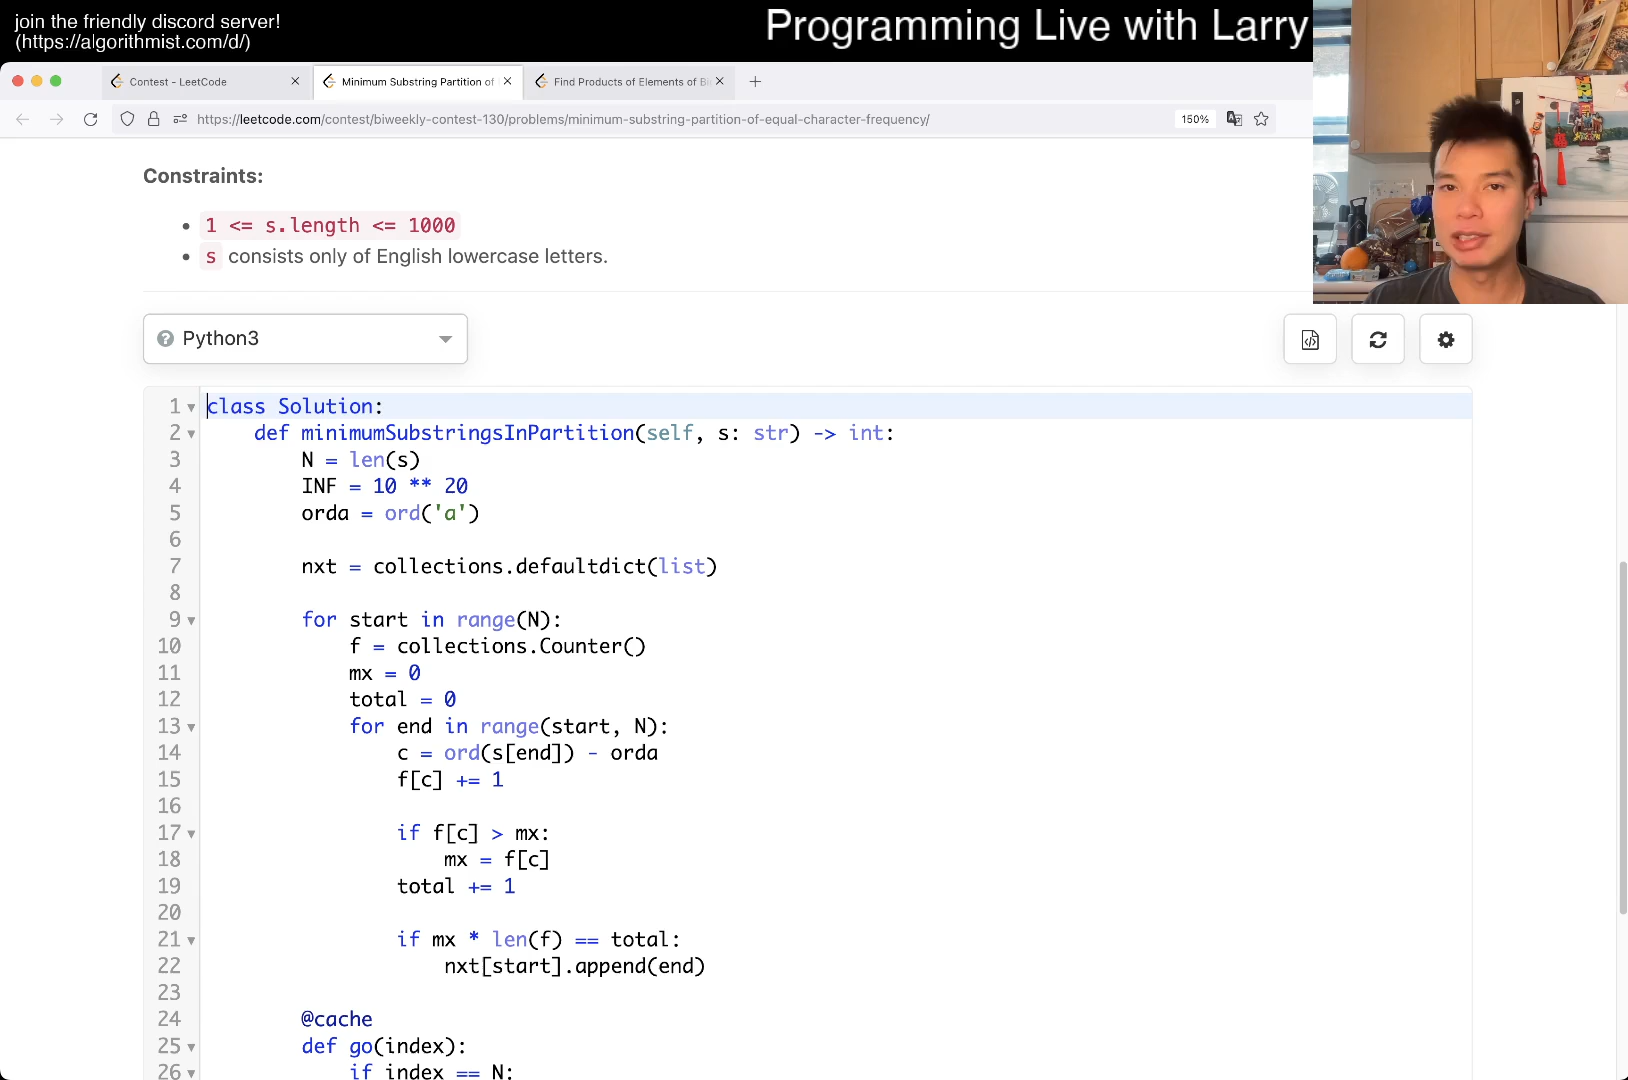 join the friendly discord server!
(https://algorithmist.com/d/)
Programming Live with Larry
Contest - LeetCode
Minimum Substring Partition of
Find Products of Elements of Bi
https://leetcode.com/contest/biweekly-contest-130/problems/minimum-substring-partition-of-equal-character-frequency/
150%
Constraints:
1 <= s.length <= 1000
s consists only of English lowercase letters.
Python3
1 class Solution:
2 def minimumSubstringsInPartition(self, s: str) -> int:
3 N = len(s)
4 INF = 10 ** 20
5 orda = ord('a')
6
7 nxt = collections.defaultdict(list)
8
9 for start in range(N):
10 f = collections.Counter()
11 mx = 0
12 total = 0
13 for end in range(start, N):
14 c = ord(s[end]) - orda
15 f[c] += 1
16
17 if f[c] > mx:
18 mx = f[c]
19 total += 1
20
21 if mx * len(f) == total:
22 nxt[start].append(end)
23
24 @cache
25 def go(index):
26 if index == N: